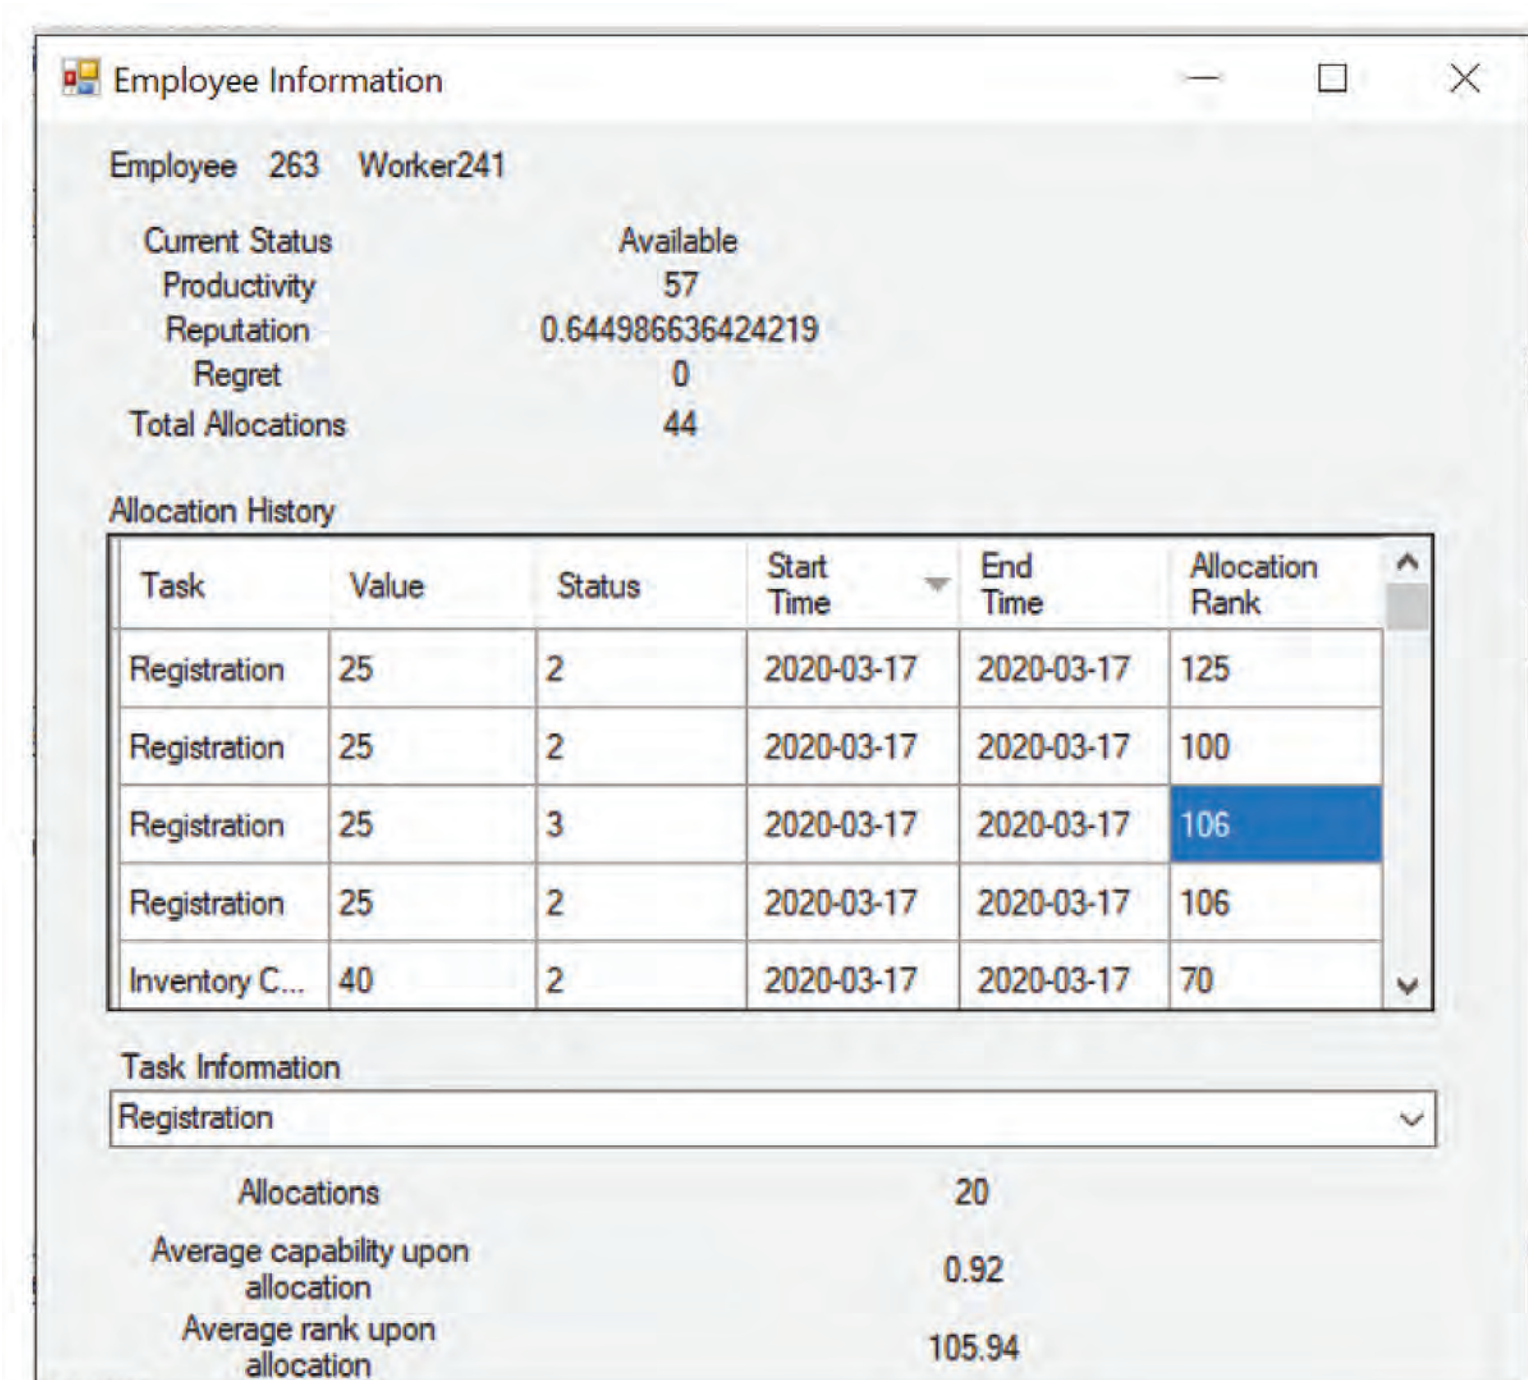 Employee Information
Employee 263 Worker241
Current Status Available
Productivity 57
Reputation 0.644986636424219
Regret 0
Total Allocations 44
Allocation History
Task Value Status Start Time End Time Allocation Rank
Registration 25 2 2020-03-17 2020-03-17 125
Registration 25 2 2020-03-17 2020-03-17 100
Registration 25 3 2020-03-17 2020-03-17 106
Registration 25 2 2020-03-17 2020-03-17 106
Inventory C... 40 2 2020-03-17 2020-03-17 70
Task Information
Registration
Allocations 20
Average capability upon allocation 0.92
Average rank upon allocation 105.94